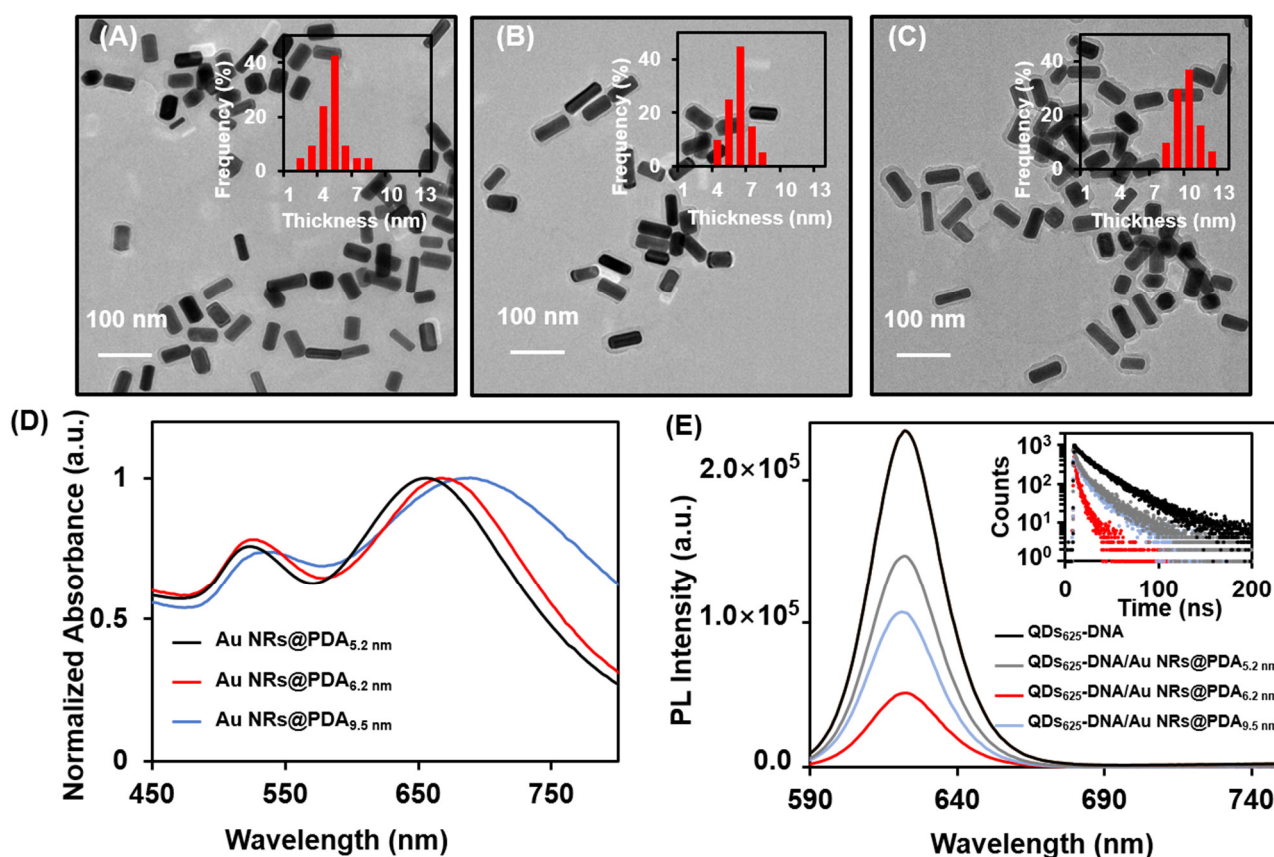 (A)
Frequency (%)
40
20
0
1 4 7 10 13
Thickness (nm)
100 nm
(B)
Frequency (%)
40
20
0
1 4 7 10 13
Thickness (nm)
100 nm
(C)
Frequency (%)
40
20
0
1 4 7 10 13
Thickness (nm)
100 nm
(D)
Normalized Absorbance (a.u.)
1
0.5
0
Au NRs@PDA5.2 nm
Au NRs@PDA6.2 nm
Au NRs@PDA9.5 nm
450 550 650 750
Wavelength (nm)
(E)
PL Intensity (a.u.)
2.0×10⁵
1.0×10⁵
0.0
Counts
10³
10²
10¹
10⁰
0 100 200
Time (ns)
QDs625-DNA
QDs625-DNA/Au NRs@PDA5.2 nm
QDs625-DNA/Au NRs@PDA6.2 nm
QDs625-DNA/Au NRs@PDA9.5 nm
590 640 690 740
Wavelength (nm)